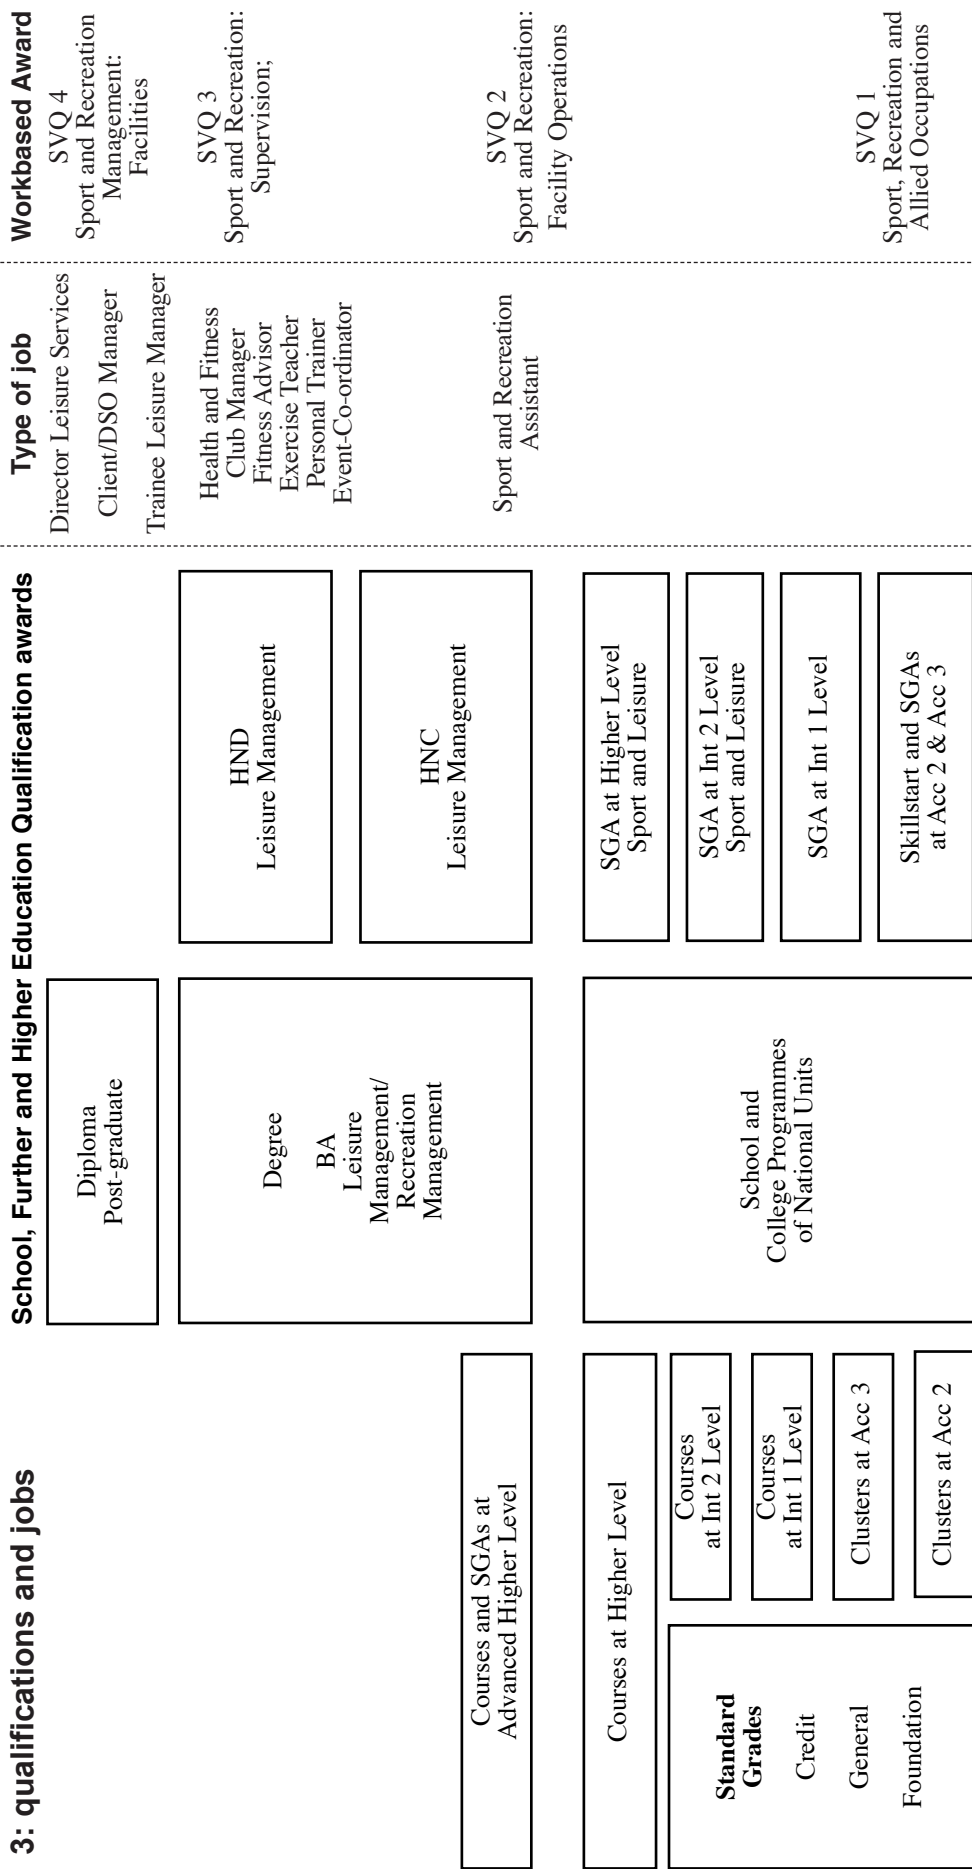 3: qualifications and jobs
School, Further and Higher Education Qualification awards
Type of job
Workbased Award
Diploma
Post-graduate
Director Leisure Services
Client/DSO Manager
Trainee Leisure Manager
SVQ 4
Sport and Recreation
Management:
Facilities
Degree
BA
Leisure
Management/
Recreation
Management
HND
Leisure Management
HNC
Leisure Management
Health and Fitness
Club Manager
Fitness Advisor
Exercise Teacher
Personal Trainer
Event-Co-ordinator
SVQ 3
Sport and Recreation:
Supervision;
Courses and SGAs at
Advanced Higher Level
Sport and Recreation
Assistant
SVQ 2
Sport and Recreation:
Facility Operations
Courses at Higher Level
Standard
Grades
Credit
General
Foundation
Courses
at Int 2 Level
Courses
at Int 1 Level
Clusters at Acc 3
Clusters at Acc 2
School and
College Programmes
of National Units
SGA at Higher Level
Sport and Leisure
SGA at Int 2 Level
Sport and Leisure
SGA at Int 1 Level
Skillstart and SGAs
at Acc 2 & Acc 3
SVQ 1
Sport, Recreation and
Allied Occupations